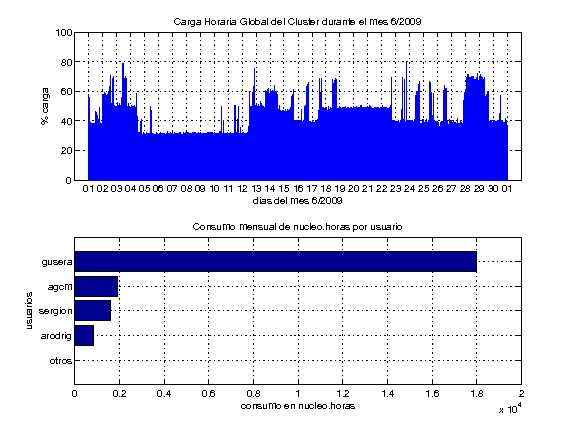 Carga Horaria Global del Cluster durante el mes 6/2009
100
80
60
40
20
0
% carga
01 02 03 04 05 06 07 08 09 10 11 12 13 14 15 16 17 18 19 20 21 22 23 24 25 26 27 28 29 30 01
dias del mes 6/2009
Consumo mensual de nucleo.horas por usuario
gusera
agcm
sergion
arodrig
otros
usuarios
0 0.2 0.4 0.6 0.8 1.0 1.2 1.4 1.6 1.8 20
consumo en nucleo.horas
x 10^4